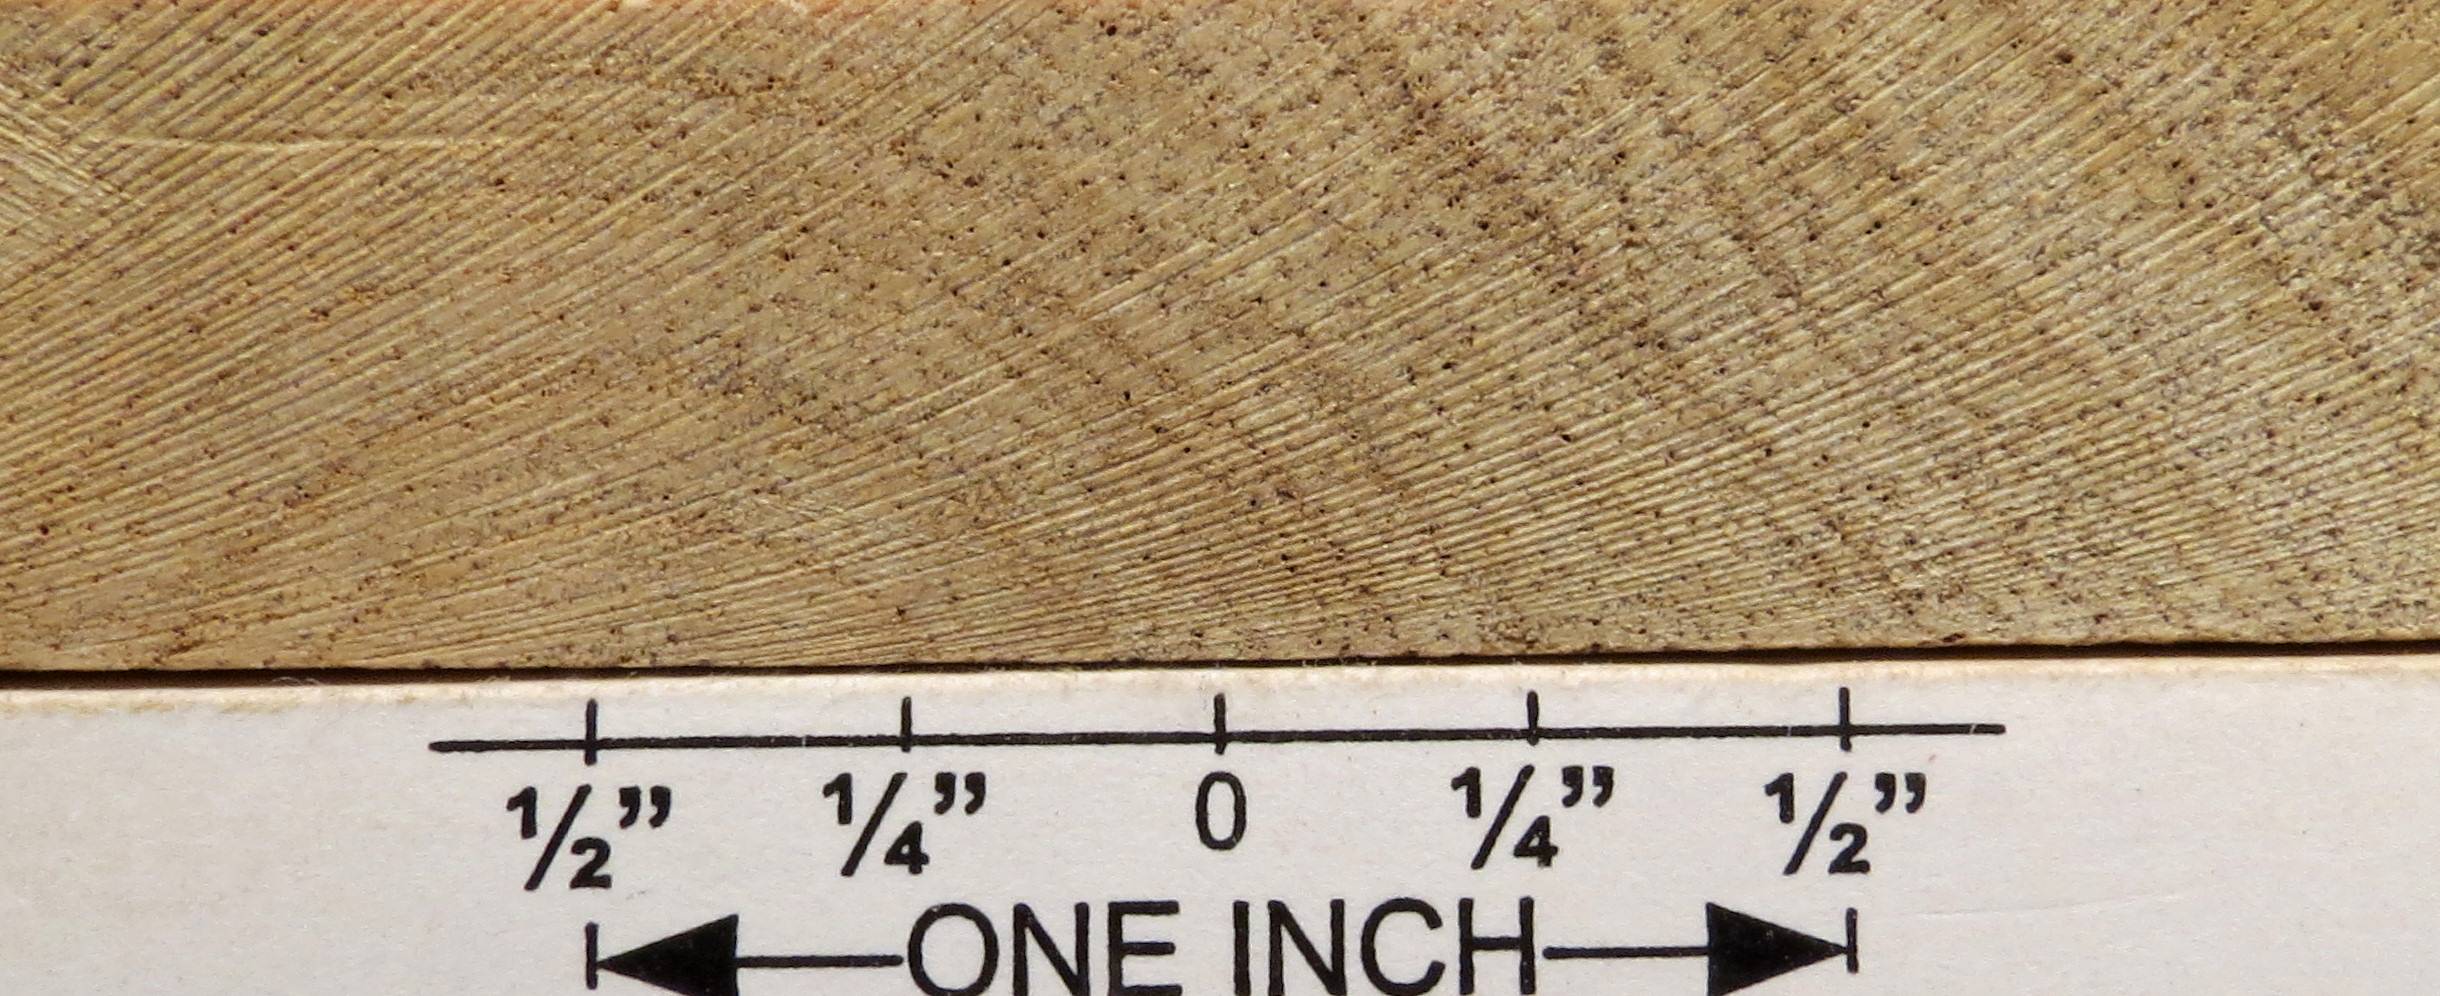 ½” ¼” 0 ¼” ½”
ONE INCH